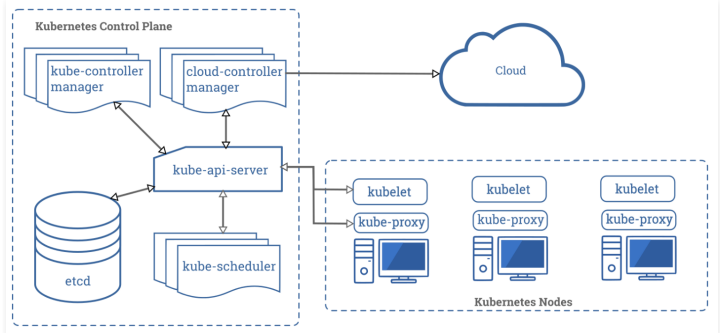 Kubernetes Control Plane
kube-controller
manager
cloud-controller
manager
Cloud
kube-api-server
kubelet
kubelet
kubelet
kube-proxy
kube-proxy
kube-proxy
etcd
kube-scheduler
Kubernetes Nodes